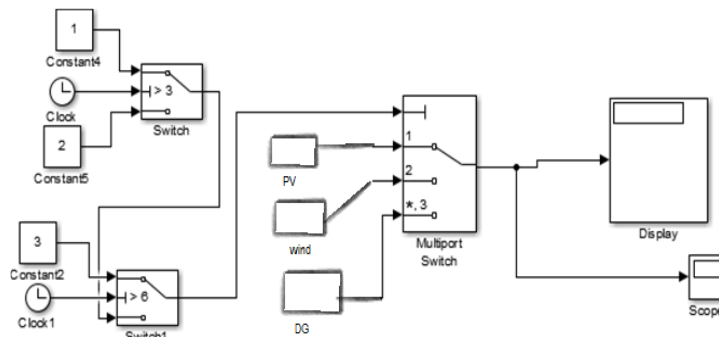 1
Constant4
> 3
Clock
Switch
2
Constant5
1
PV
2
*, 3
wind
Multiport
Switch
Display
3
Constant2
> 6
Clock1
Switch1
DG
Scope